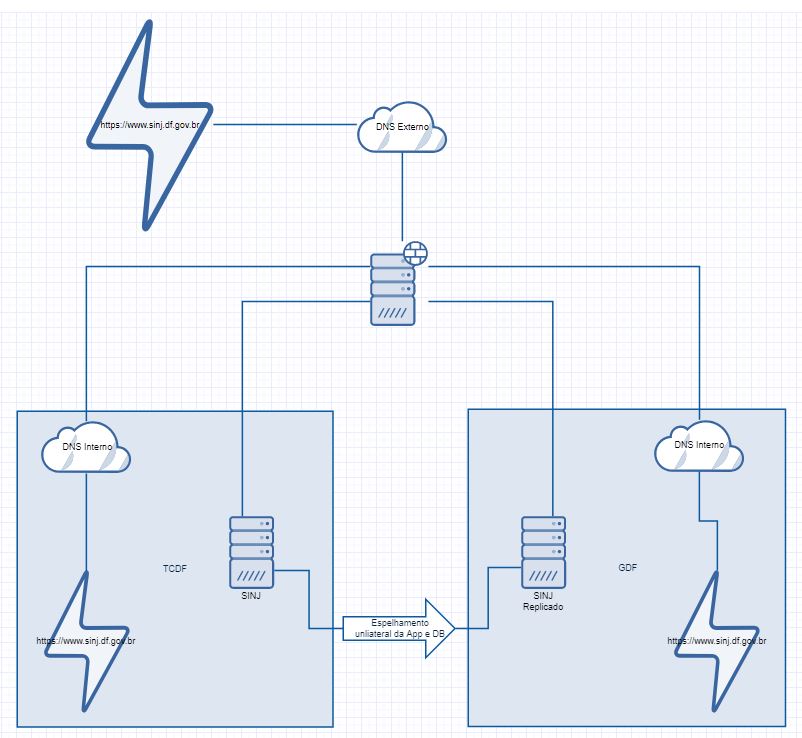 https://www.sinj.df.gov.br
DNS Externo
DNS Interno
DNS Interno
TCDF
SINJ
SINJ
Replicado
GDF
Espelhamento
unliateral da App e DB
https://www.sinj.df.gov.br
https://www.sinj.df.gov.br